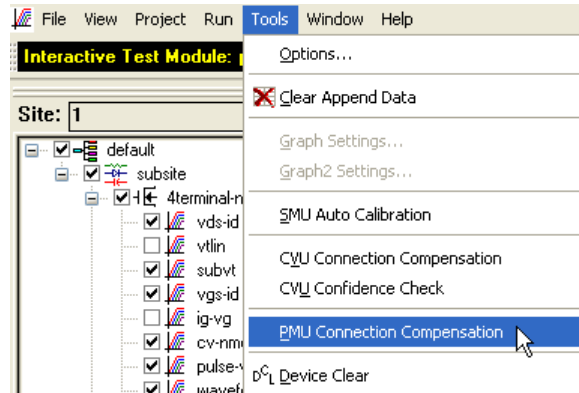 File View Project Run Tools Window Help
Interactive Test Module:
Options...
Clear Append Data
Site: 1
Graph Settings...
Graph2 Settings...
SMU Auto Calibration
CVU Connection Compensation
CVU Confidence Check
PMU Connection Compensation
DCL Device Clear
default
subsite
4terminal-n
vds-id
vtlin
subvt
vgs-id
ig-vg
cv-nm
pulse-v